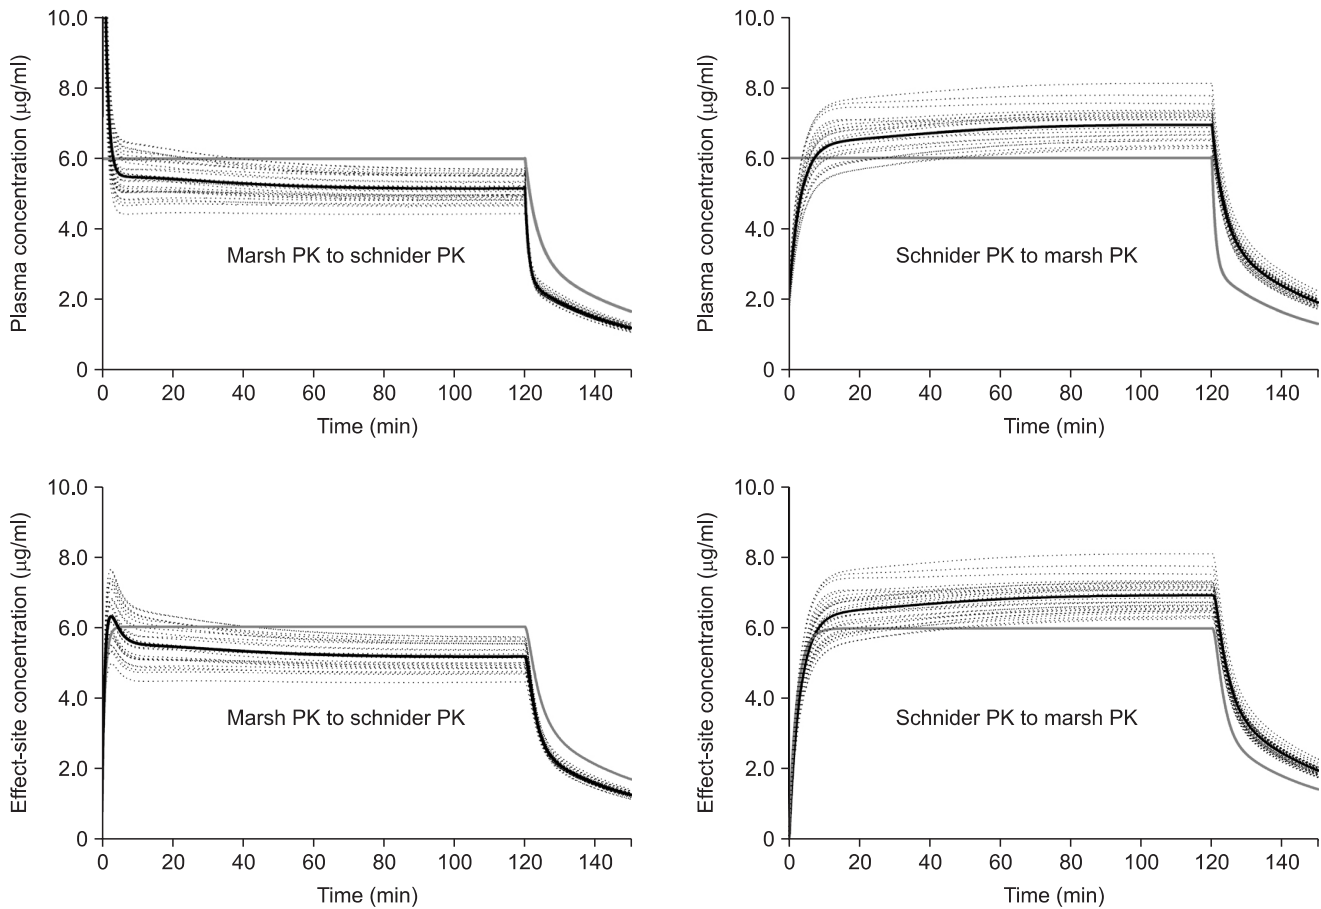 10.0
8.0
6.0
4.0
2.0
0
Plasma concentration (μg/ml)
Marsh PK to schnider PK
0 20 40 60 80 100 120 140
Time (min)
10.0
8.0
6.0
4.0
2.0
0
Plasma concentration (μg/ml)
Schnider PK to marsh PK
0 20 40 60 80 100 120 140
Time (min)
10.0
8.0
6.0
4.0
2.0
0
Effect-site concentration (μg/ml)
Marsh PK to schnider PK
0 20 40 60 80 100 120 140
Time (min)
10.0
8.0
6.0
4.0
2.0
0
Effect-site concentration (μg/ml)
Schnider PK to marsh PK
0 20 40 60 80 100 120 140
Time (min)